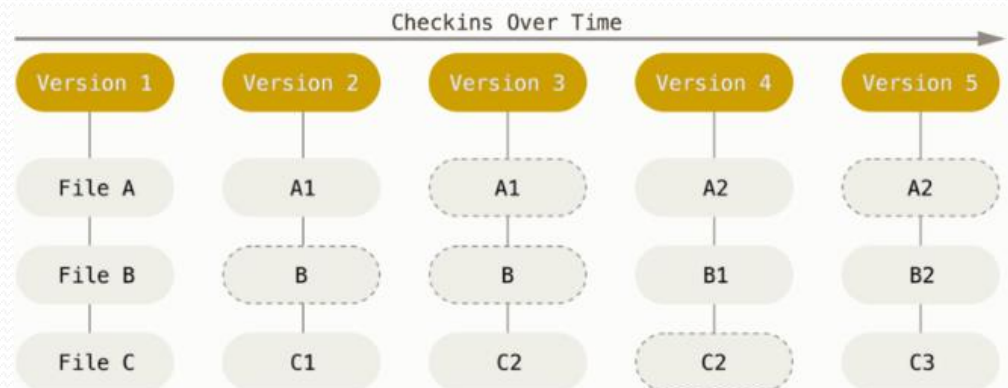 Checkins Over Time
Version 1 Version 2 Version 3 Version 4 Version 5
File A A1 A1 A2 A2
File B B B B1 B2
File C C1 C2 C2 C3